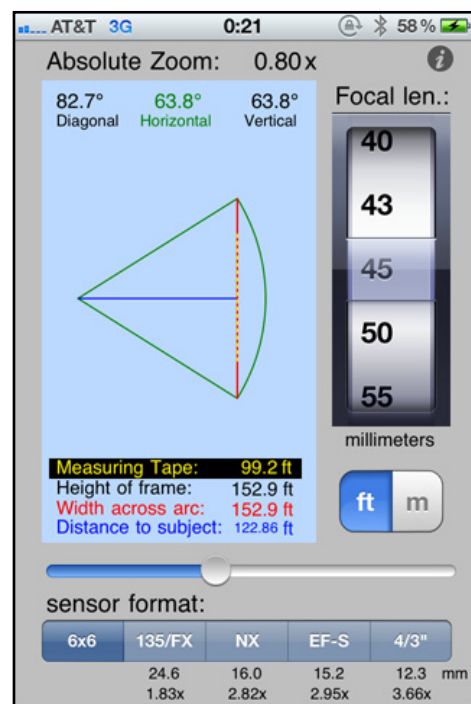 AT&T 3G 0:21 58 %
Absolute Zoom: 0.80 x
82.7° 63.8° 63.8°
Diagonal Horizontal Vertical
Focal len.:
40
43
45
50
55
millimeters
Measuring Tape: 99.2 ft
Height of frame: 152.9 ft
Width across arc: 152.9 ft
Distance to subject: 122.86 ft
ft m
sensor format:
6x6 135/FX NX EF-S 4/3"
24.6 16.0 15.2 12.3 mm
1.83x 2.82x 2.95x 3.66x